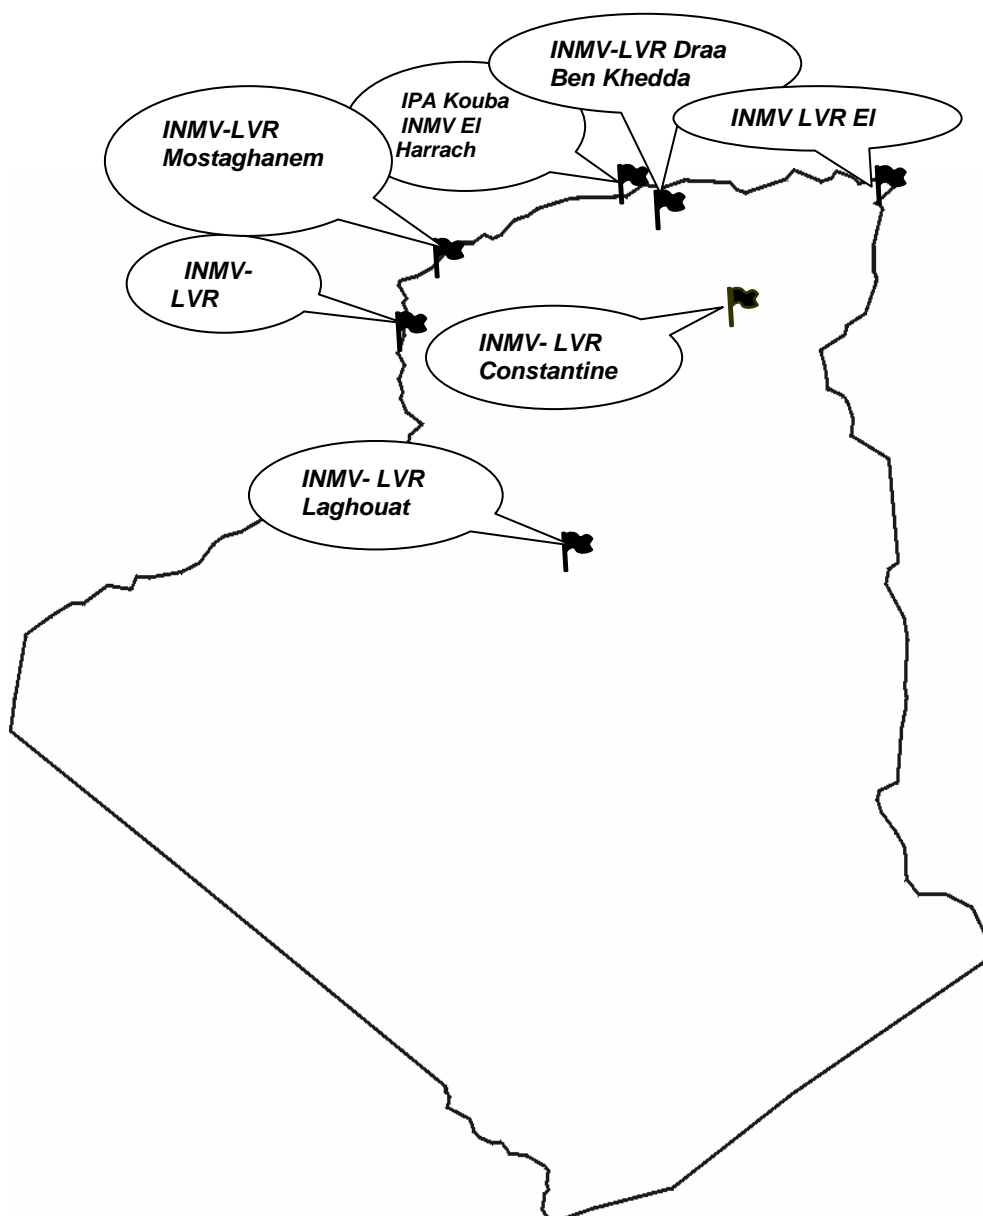 INMV-LVR Draa
Ben Khedda
IPA Kouba
INMV El
Harrach
INMV LVR El
INMV-LVR
Mostaghanem
INMV-
LVR
INMV- LVR
Constantine
INMV- LVR
Laghouat